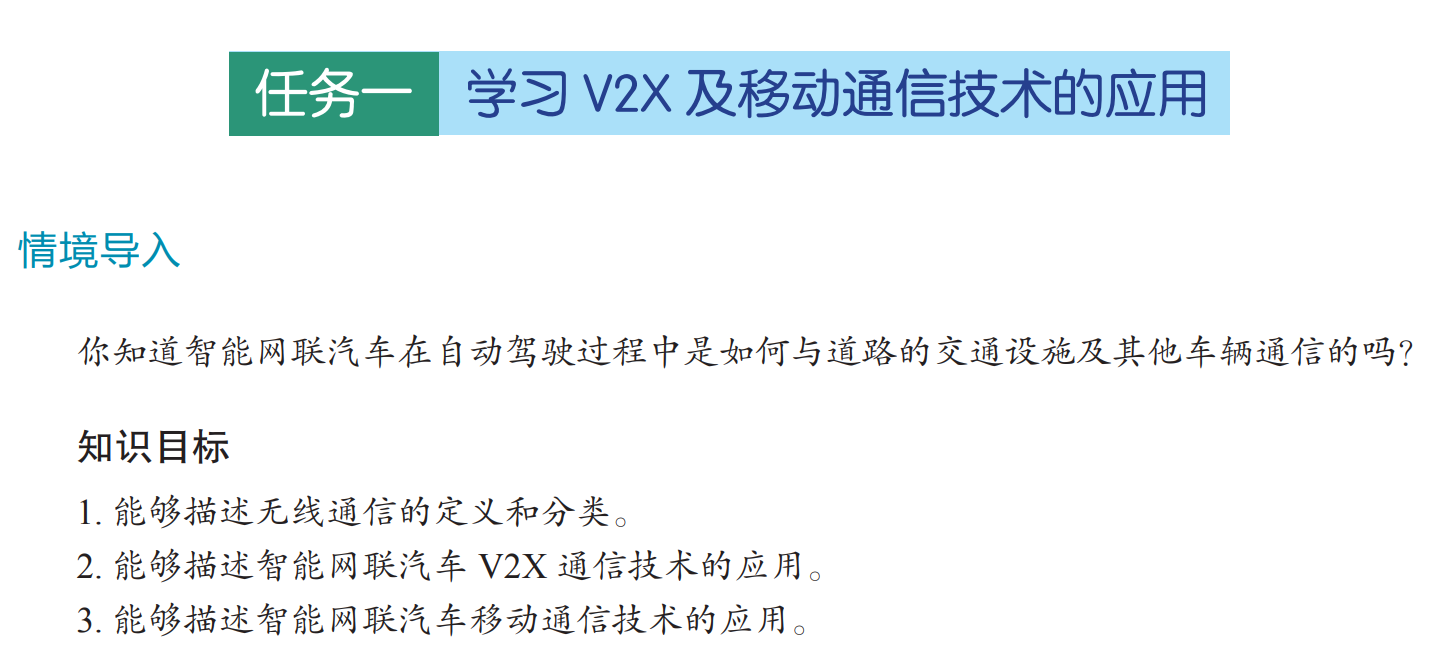 任务一 学习 V2X 及移动通信技术的应用
情境导入
你知道智能网联汽车在自动驾驶过程中是如何与道路的交通设施及其他车辆通信的吗?
知识目标
1. 能够描述无线通信的定义和分类。
2. 能够描述智能网联汽车 V2X 通信技术的应用。
3. 能够描述智能网联汽车移动通信技术的应用。